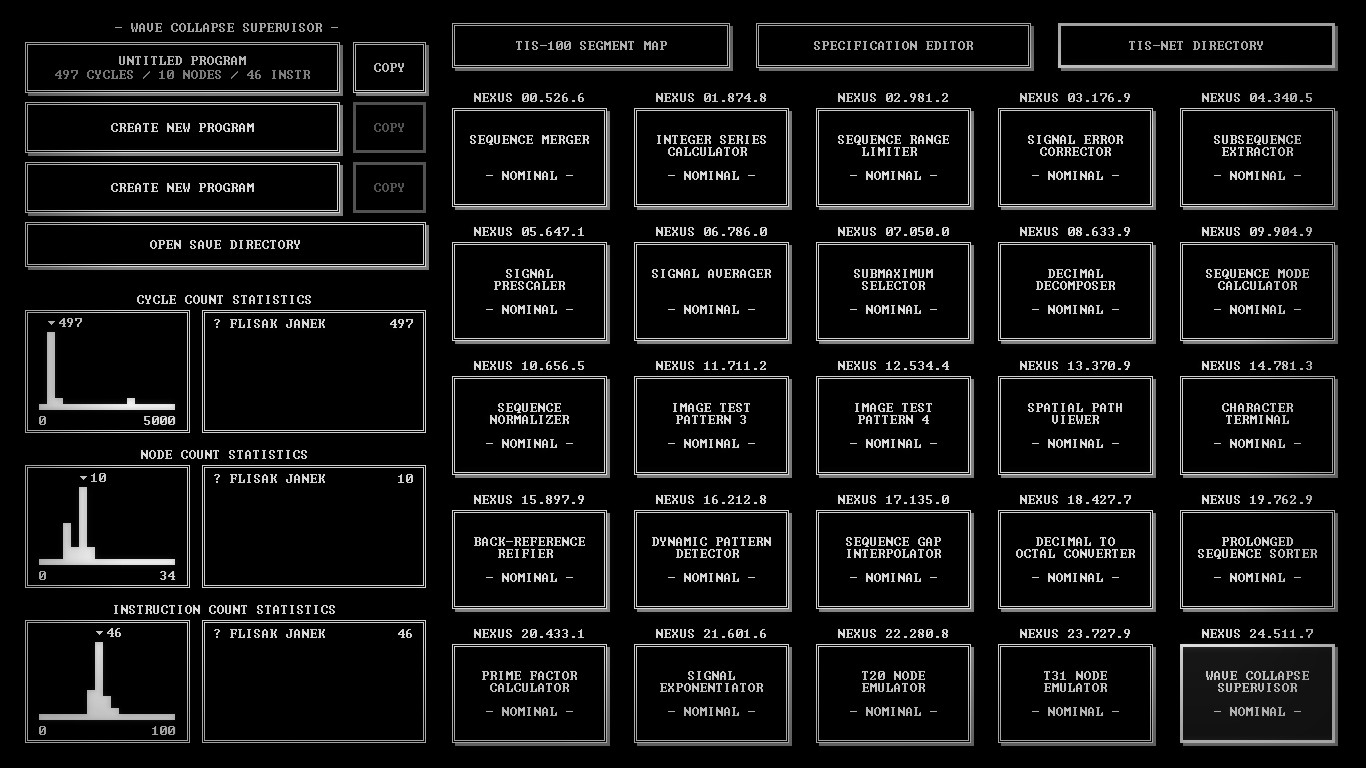 — WAVE COLLAPSE SUPERVISOR —
UNTITLED PROGRAM
497 CYCLES / 10 NODES / 46 INSTR
COPY
CREATE NEW PROGRAM
COPY
CREATE NEW PROGRAM
COPY
OPEN SAVE DIRECTORY
CYCLE COUNT STATISTICS
497
0 5000
? FLISAK JANEK 497
NODE COUNT STATISTICS
10
0 34
? FLISAK JANEK 10
INSTRUCTION COUNT STATISTICS
46
0 100
? FLISAK JANEK 46
TIS-100 SEGMENT MAP
SPECIFICATION EDITOR
TIS-NET DIRECTORY
NEXUS 00.526.6
SEQUENCE MERGER
— NOMINAL —
NEXUS 01.874.8
INTEGER SERIES
CALCULATOR
— NOMINAL —
NEXUS 02.981.2
SEQUENCE RANGE
LIMITER
— NOMINAL —
NEXUS 03.176.9
SIGNAL ERROR
CORRECTOR
— NOMINAL —
NEXUS 04.340.5
SUBSEQUENCE
EXTRACTOR
— NOMINAL —
NEXUS 05.647.1
SIGNAL
PRESCALER
— NOMINAL —
NEXUS 06.786.0
SIGNAL AVERAGER
— NOMINAL —
NEXUS 07.050.0
SUBMAXIMUM
SELECTOR
— NOMINAL —
NEXUS 08.633.9
DECIMAL
DECOMPOSER
— NOMINAL —
NEXUS 09.904.9
SEQUENCE MODE
CALCULATOR
— NOMINAL —
NEXUS 10.656.5
SEQUENCE
NORMALIZER
— NOMINAL —
NEXUS 11.711.2
IMAGE TEST
PATTERN 3
— NOMINAL —
NEXUS 12.534.4
IMAGE TEST
PATTERN 4
— NOMINAL —
NEXUS 13.370.9
SPATIAL PATH
VIEWER
— NOMINAL —
NEXUS 14.781.3
CHARACTER
TERMINAL
— NOMINAL —
NEXUS 15.897.9
BACK-REFERENCE
REIFIER
— NOMINAL —
NEXUS 16.212.8
DYNAMIC PATTERN
DETECTOR
— NOMINAL —
NEXUS 17.135.0
SEQUENCE GAP
INTERPOLATOR
— NOMINAL —
NEXUS 18.427.7
DECIMAL TO
OCTAL CONVERTER
— NOMINAL —
NEXUS 19.762.9
PROLONGED
SEQUENCE SORTER
— NOMINAL —
NEXUS 20.433.1
PRIME FACTOR
CALCULATOR
— NOMINAL —
NEXUS 21.601.6
SIGNAL
EXPONENTIATOR
— NOMINAL —
NEXUS 22.280.8
T20 NODE
EMULATOR
— NOMINAL —
NEXUS 23.727.9
T31 NODE
EMULATOR
— NOMINAL —
NEXUS 24.511.7
WAVE COLLAPSE
SUPERVISOR
— NOMINAL —